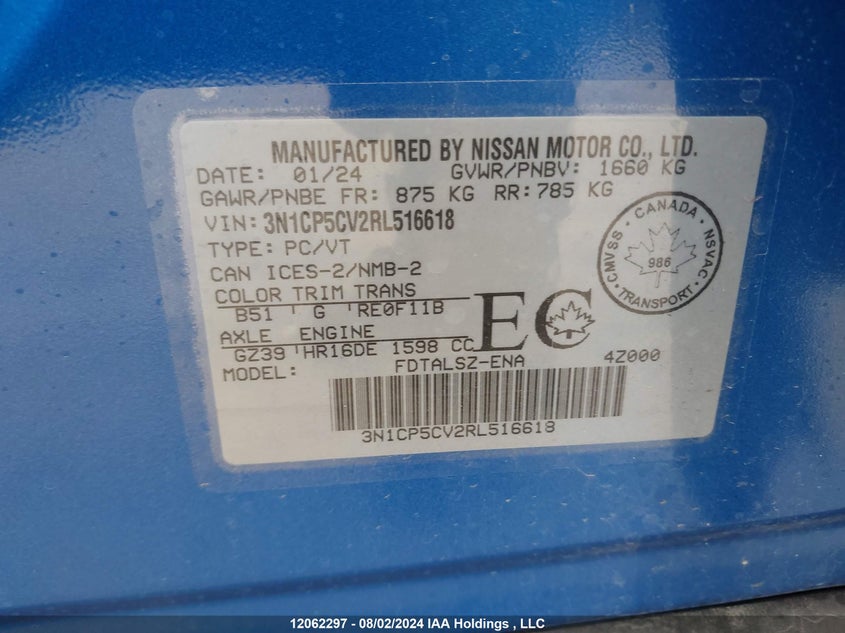 MANUFACTURED BY NISSAN MOTOR CO., LTD.
DATE: 01/24 GVWR/PNBV: 1660 KG
GAWR/PNBE FR: 875 KG RR: 785 KG
VIN: 3N1CP5CV2RL516618
TYPE: PC/VT
CAN ICES-2/NMB-2
COLOR TRIM TRANS
B51 ' G 'RE0F11B
AXLE ENGINE
GZ39 'HR16DE 1598 CC
MODEL: FDTALSZ-ENA 4Z000
3N1CP5CV2RL516618
EC
CANADA
CMVSS 986 NSVAC
TRANSPORT
12062297 - 08/02/2024 IAA Holdings , LLC